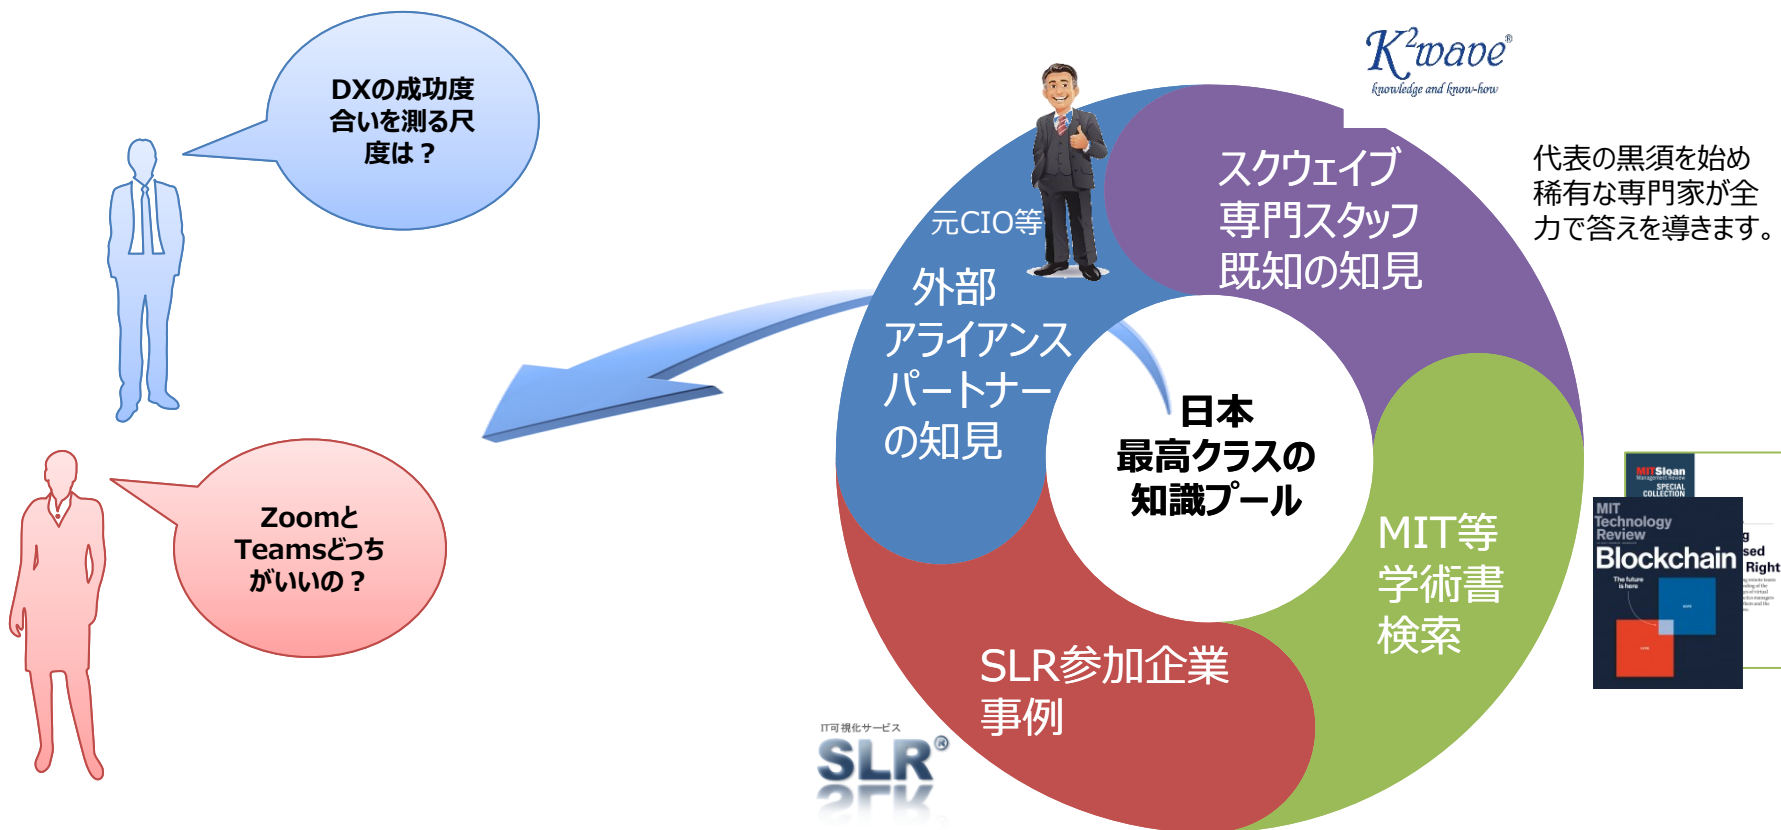 DXの成功度
合いを測る尺
度は？
Zoomと
Teamsどっち
がいいの？
元CIO等
外部
アライアンス
パートナー
の知見
K²wave®
knowledge and know-how
スクウェイブ
専門スタッフ
既知の知見
代表の黒須を始め
稀有な専門家が全
力で答えを導きます。
日本
最高クラスの
知識プール
MIT等
学術書
検索
SLR参加企業
事例
IT可視化サービス
SLR®
MITSloan
Management Review
SPECIAL
COLLECTION
MIT
Technology
Review
Blockchain
The future
is here
sed
Right